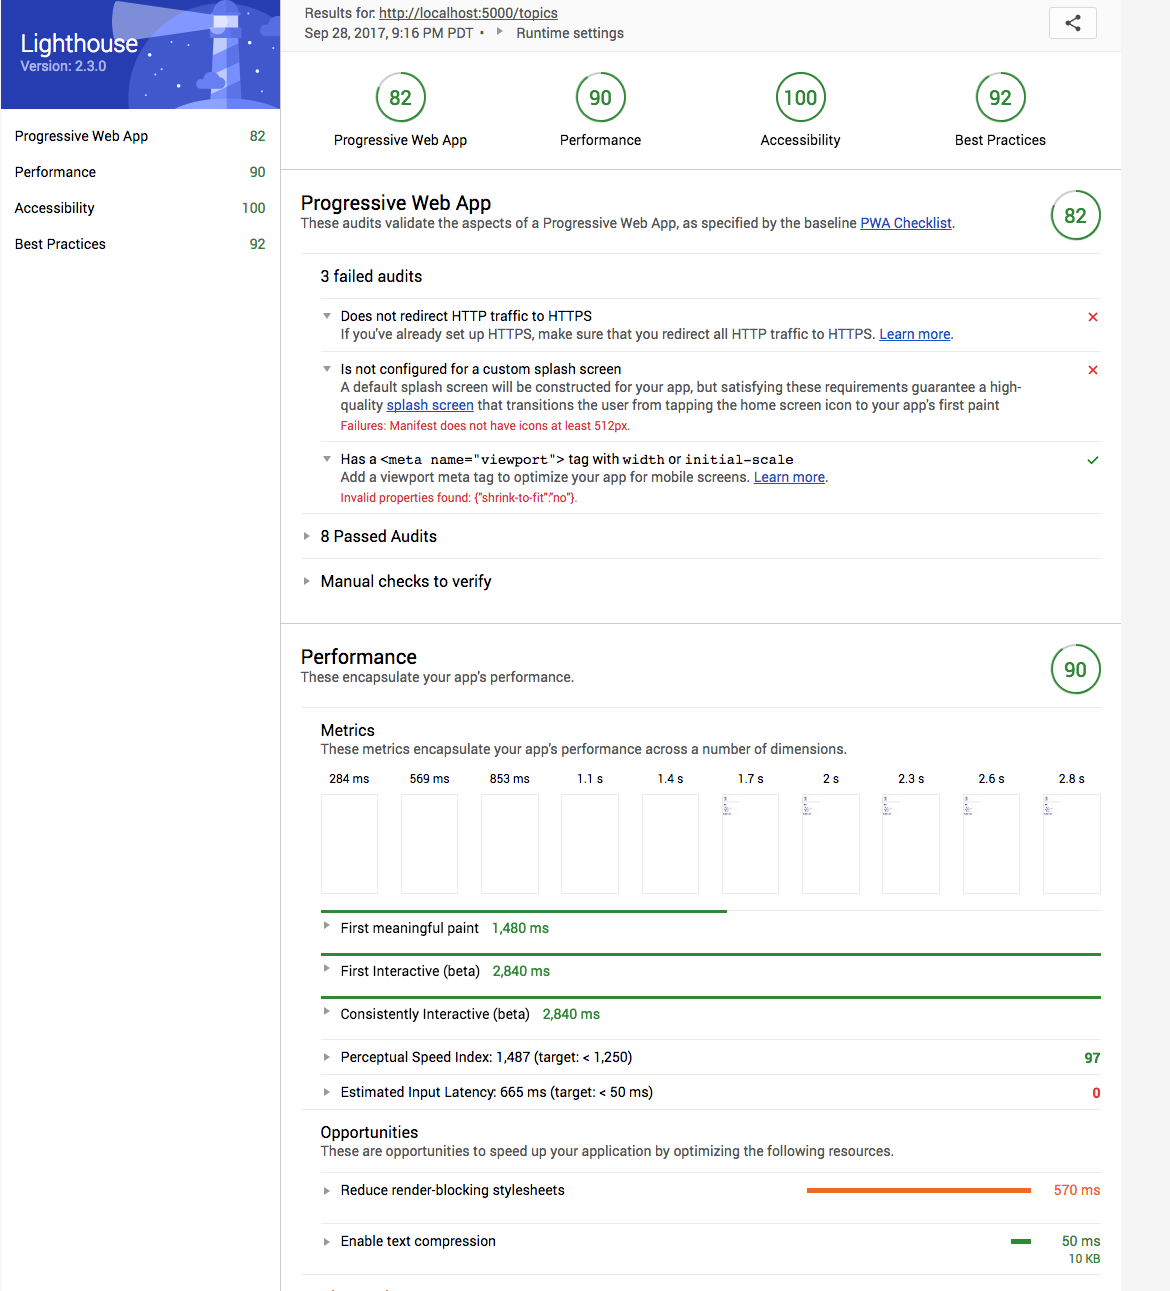 Lighthouse
Version: 2.3.0
Progressive Web App 82
Performance 90
Accessibility 100
Best Practices 92
Results for: http://localhost:5000/topics
Sep 28, 2017, 9:16 PM PDT • Runtime settings
82 90 100 92
Progressive Web App Performance Accessibility Best Practices
Progressive Web App
These audits validate the aspects of a Progressive Web App, as specified by the baseline PWA Checklist.
82
3 failed audits
Does not redirect HTTP traffic to HTTPS
If you've already set up HTTPS, make sure that you redirect all HTTP traffic to HTTPS. Learn more.
Is not configured for a custom splash screen
A default splash screen will be constructed for your app, but satisfying these requirements guarantee a high-
quality splash screen that transitions the user from tapping the home screen icon to your app's first paint
Failures: Manifest does not have icons at least 512px.
Has a <meta name="viewport"> tag with width or initial-scale
Add a viewport meta tag to optimize your app for mobile screens. Learn more.
Invalid properties found: {"shrink-to-fit":"no"}.
8 Passed Audits
Manual checks to verify
Performance
These encapsulate your app's performance.
90
Metrics
These metrics encapsulate your app's performance across a number of dimensions.
284 ms 569 ms 853 ms 1.1 s 1.4 s 1.7 s 2 s 2.3 s 2.6 s 2.8 s
First meaningful paint 1,480 ms
First Interactive (beta) 2,840 ms
Consistently Interactive (beta) 2,840 ms
Perceptual Speed Index: 1,487 (target: < 1,250) 97
Estimated Input Latency: 665 ms (target: < 50 ms) 0
Opportunities
These are opportunities to speed up your application by optimizing the following resources.
Reduce render-blocking stylesheets 570 ms
Enable text compression 50 ms
10 KB